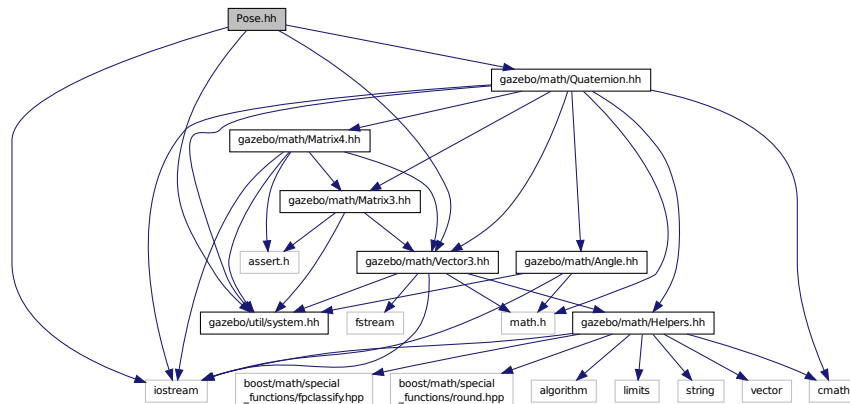 Pose.hh
gazebo/math/Quaternion.hh
gazebo/math/Matrix4.hh
gazebo/math/Matrix3.hh
assert.h
gazebo/math/Vector3.hh
gazebo/math/Angle.hh
gazebo/util/system.hh
fstream
math.h
gazebo/math/Helpers.hh
iostream
boost/math/special
_functions/fpclassify.hpp
boost/math/special
_functions/round.hpp
algorithm
limits
string
vector
cmath